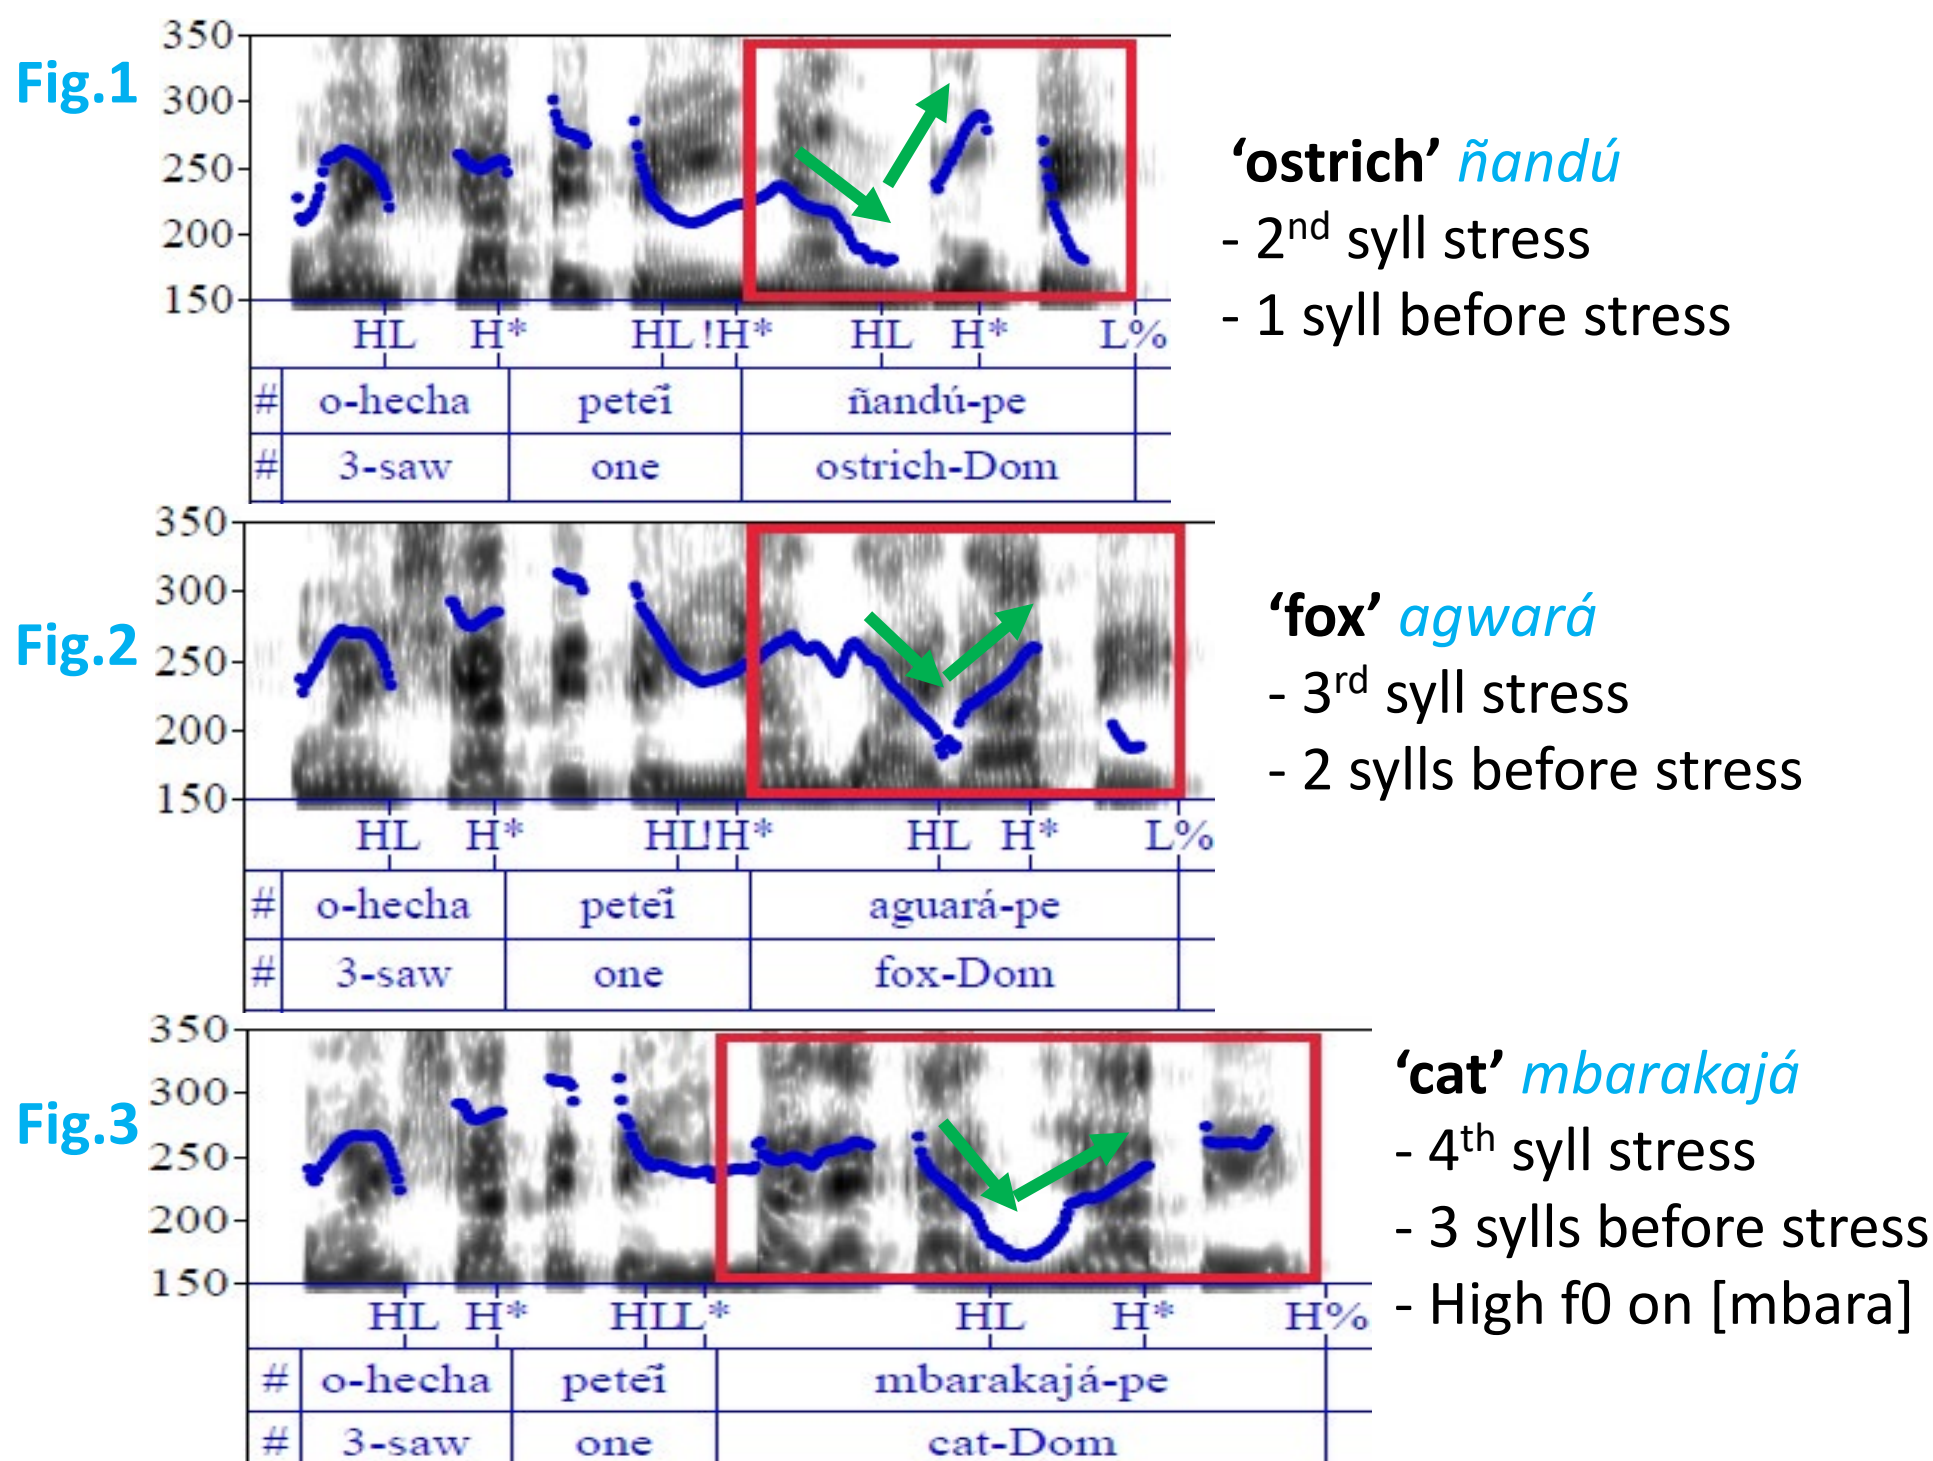 Fig.1
350
300
250
200
150
HL H* HL !H* HL H* L%
# o-hecha peteĩ ñandú-pe
# 3-saw one ostrich-Dom
‘ostrich’ ñandú
- 2nd syll stress
- 1 syll before stress
Fig.2
350
300
250
200
150
HL H* HL !H* HL H* L%
# o-hecha peteĩ aguará-pe
# 3-saw one fox-Dom
‘fox’ agwará
- 3rd syll stress
- 2 sylls before stress
Fig.3
350
300
250
200
150
HL H* HL L* HL H* H%
# o-hecha peteĩ mbarakajá-pe
# 3-saw one cat-Dom
‘cat’ mbarakajá
- 4th syll stress
- 3 sylls before stress
- High f0 on [mbara]